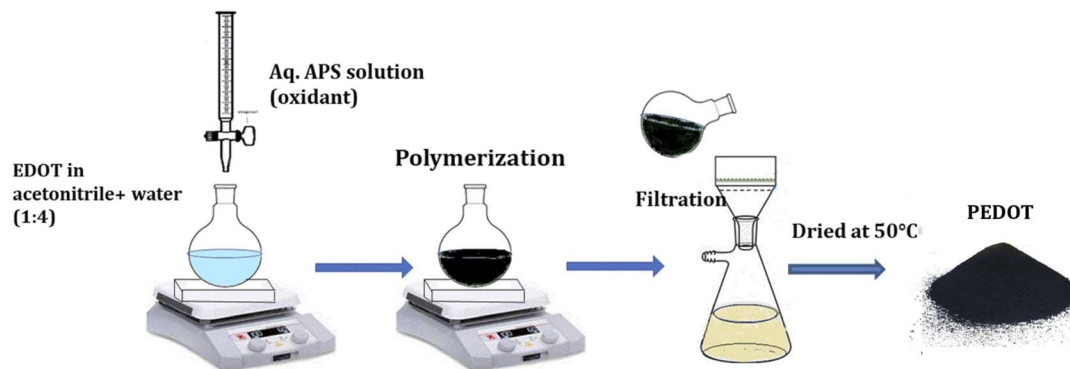 Aq. APS solution
(oxidant)
EDOT in
acetonitrile+ water
(1:4)
Polymerization
Filtration
Dried at 50°C
PEDOT